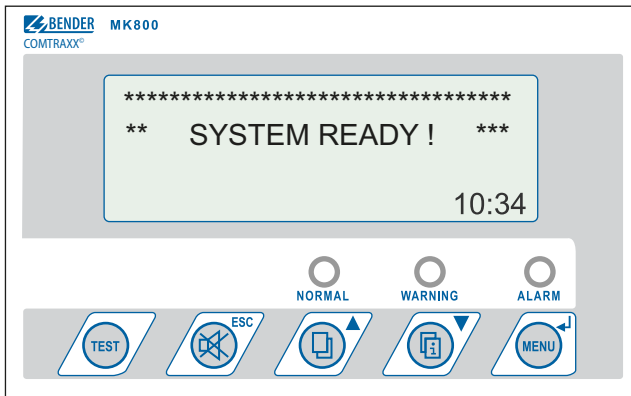 BENDER MK800
COMTRAXX©
**********************************
** SYSTEM READY ! ***
10:34
NORMAL WARNING ALARM
TEST ESC i MENU